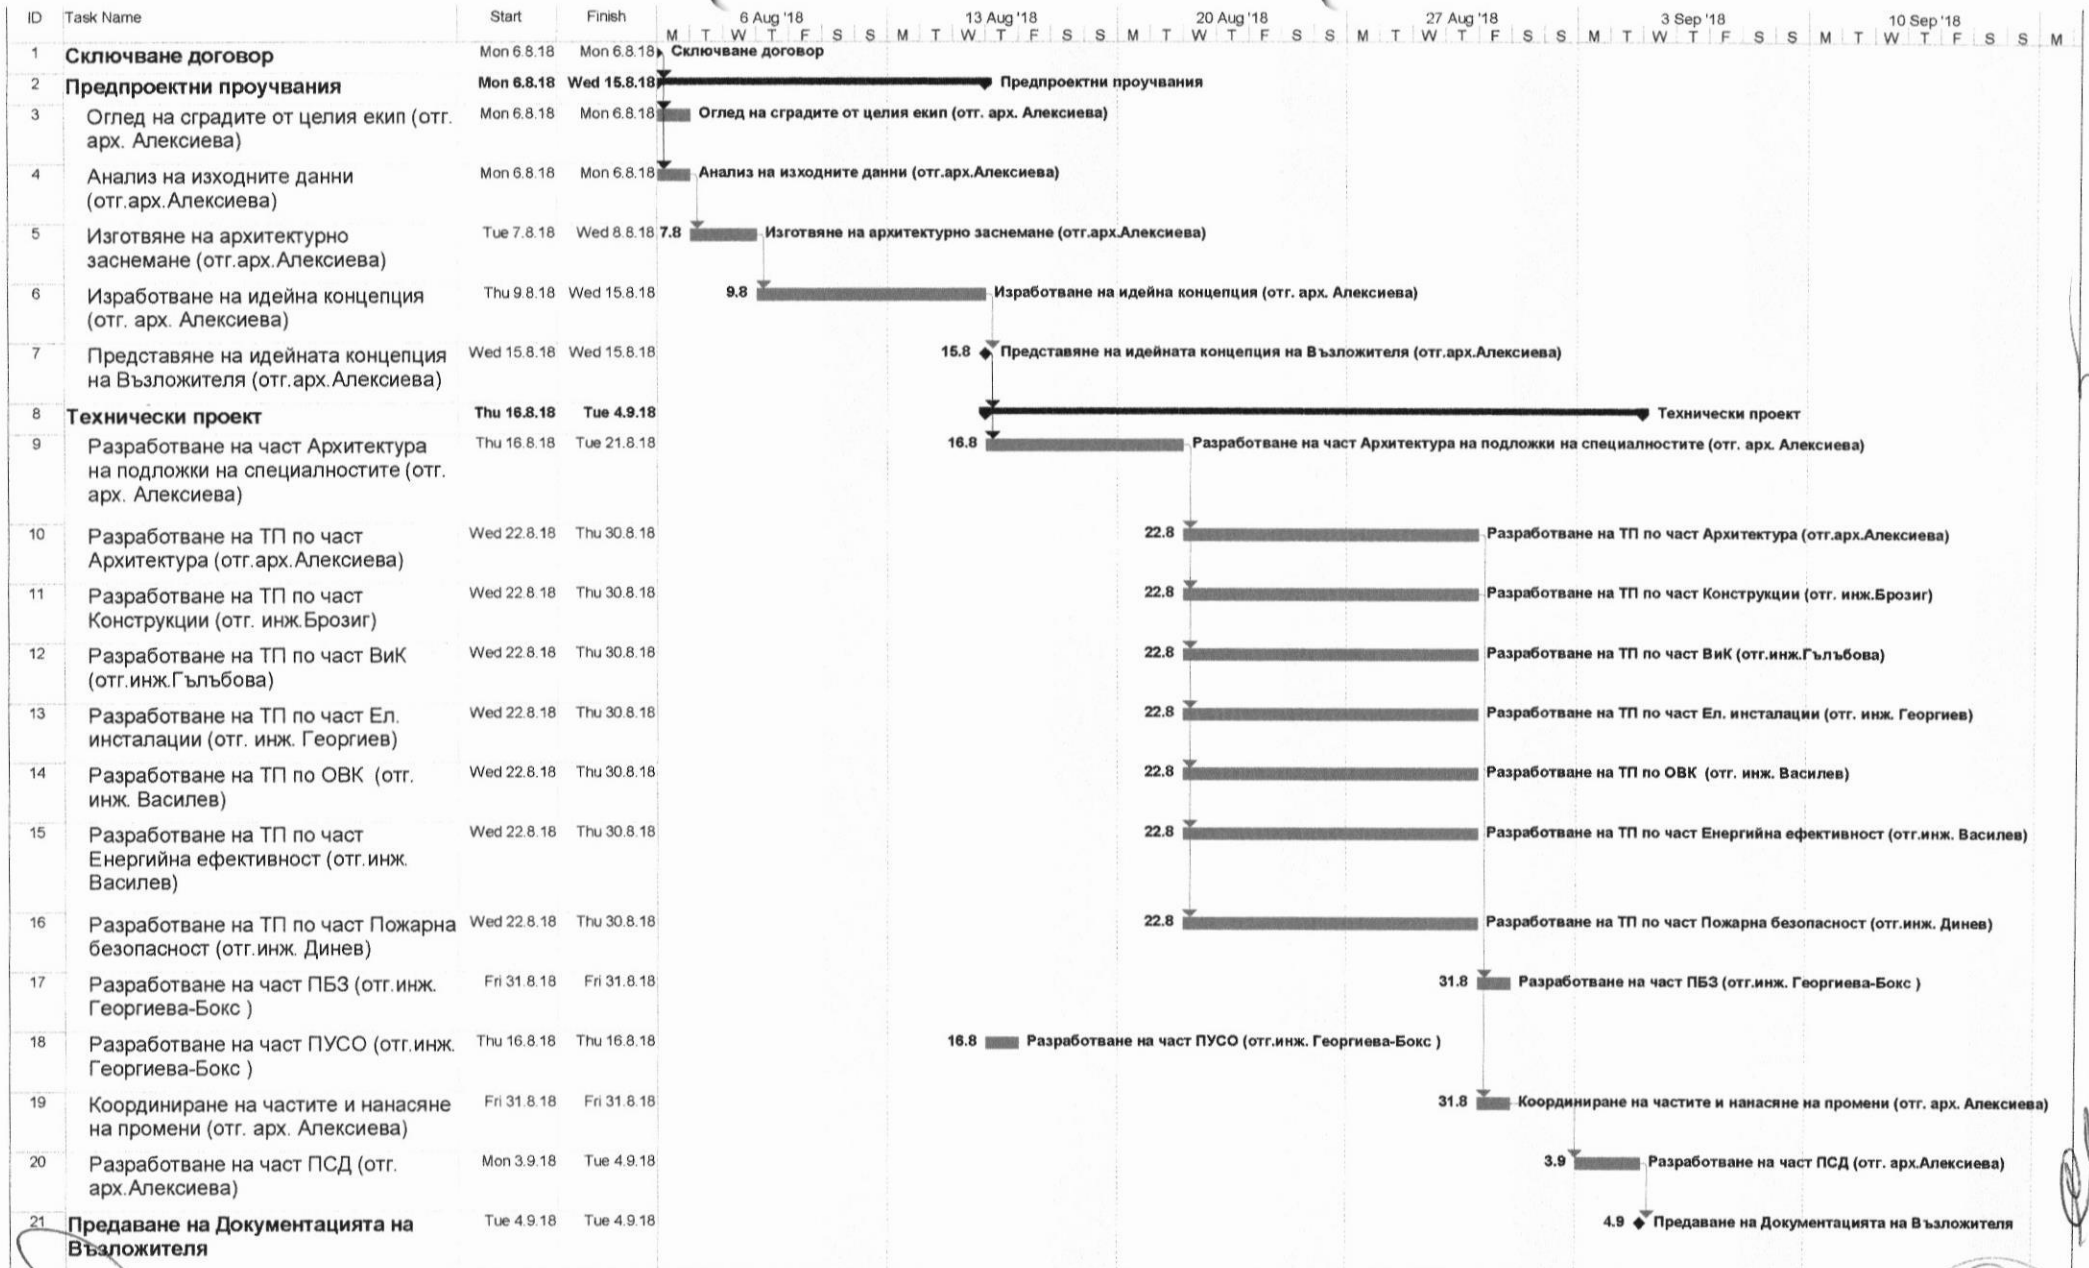 ID Task Name Start Finish 6 Aug '18 13 Aug '18 20 Aug '18 27 Aug '18 3 Sep '18 10 Sep '18
M T W T F S S M T W T F S S M T W T F S S M T W T F S S M T W T F S S M T W T F S S M
1 Сключване договор Mon 6.8.18 Mon 6.8.18 Сключване договор
2 Предпроектни проучвания Mon 6.8.18 Wed 15.8.18 Предпроектни проучвания
3 Оглед на сградите от целия екип (отг. Mon 6.8.18 Mon 6.8.18 Оглед на сградите от целия екип (отг. арх. Алексиева)
арх. Алексиева)
4 Анализ на изходните данни Mon 6.8.18 Mon 6.8.18 Анализ на изходните данни (отг.арх.Алексиева)
(отг.арх.Алексиева)
5 Изготвяне на архитектурно Tue 7.8.18 Wed 8.8.18 7.8 Изготвяне на архитектурно заснемане (отг.арх.Алексиева)
заснемане (отг.арх.Алексиева)
6 Изработване на идейна концепция Thu 9.8.18 Wed 15.8.18 9.8 Изработване на идейна концепция (отг. арх. Алексиева)
(отг. арх. Алексиева)
7 Представяне на идейната концепция Wed 15.8.18 Wed 15.8.18 15.8 Представяне на идейната концепция на Възложителя (отг.арх.Алексиева)
на Възложителя (отг.арх.Алексиева)
8 Технически проект Thu 16.8.18 Tue 4.9.18 Технически проект
9 Разработване на част Архитектура Thu 16.8.18 Tue 21.8.18 16.8 Разработване на част Архитектура на подложки на специалностите (отг. арх. Алексиева)
на подложки на специалностите (отг.
арх. Алексиева)
10 Разработване на ТП по част Wed 22.8.18 Thu 30.8.18 22.8 Разработване на ТП по част Архитектура (отг.арх.Алексиева)
Архитектура (отг.арх.Алексиева)
11 Разработване на ТП по част Wed 22.8.18 Thu 30.8.18 22.8 Разработване на ТП по част Конструкции (отг. инж.Брозиг)
Конструкции (отг. инж.Брозиг)
12 Разработване на ТП по част ВиК Wed 22.8.18 Thu 30.8.18 22.8 Разработване на ТП по част ВиК (отг.инж.Гълъбова)
(отг.инж.Гълъбова)
13 Разработване на ТП по част Ел. Wed 22.8.18 Thu 30.8.18 22.8 Разработване на ТП по част Ел. инсталации (отг. инж. Георгиев)
инсталации (отг. инж. Георгиев)
14 Разработване на ТП по ОВК (отг. Wed 22.8.18 Thu 30.8.18 22.8 Разработване на ТП по ОВК (отг. инж. Василев)
инж. Василев)
15 Разработване на ТП по част Wed 22.8.18 Thu 30.8.18 22.8 Разработване на ТП по част Енергийна ефективност (отг.инж. Василев)
Енергийна ефективност (отг.инж.
Василев)
16 Разработване на ТП по част Пожарна Wed 22.8.18 Thu 30.8.18 22.8 Разработване на ТП по част Пожарна безопасност (отг.инж. Динев)
безопасност (отг.инж. Динев)
17 Разработване на част ПБЗ (отг.инж. Fri 31.8.18 Fri 31.8.18 31.8 Разработване на част ПБЗ (отг.инж. Георгиева-Бокс )
Георгиева-Бокс )
18 Разработване на част ПУСО (отг.инж. Thu 16.8.18 Thu 16.8.18 16.8 Разработване на част ПУСО (отг.инж. Георгиева-Бокс )
Георгиева-Бокс )
19 Координиране на частите и нанасяне Fri 31.8.18 Fri 31.8.18 31.8 Координиране на частите и нанасяне на промени (отг. арх. Алексиева)
на промени (отг. арх. Алексиева)
20 Разработване на част ПСД (отг. Mon 3.9.18 Tue 4.9.18 3.9 Разработване на част ПСД (отг. арх.Алексиева)
арх.Алексиева)
21 Предаване на Документацията на Tue 4.9.18 Tue 4.9.18 4.9 Предаване на Документацията на Възложителя
Възложителя